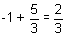 -1 + 5/3 = 2/3